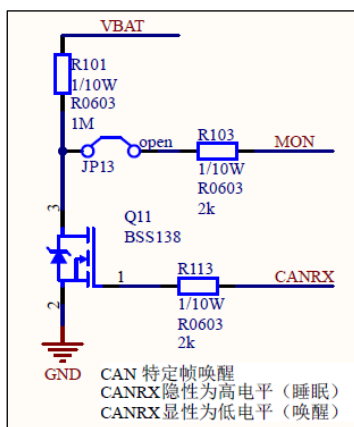 VBAT
R101
1/10W
R0603
1M
open
JP13
R103
MON
1/10W
R0603
2k
3
Q11
BSS138
1
R113
CANRX
1/10W
R0603
2k
2
GND
CAN 特定帧唤醒
CANRX隐性为高电平（睡眠）
CANRX显性为低电平（唤醒）